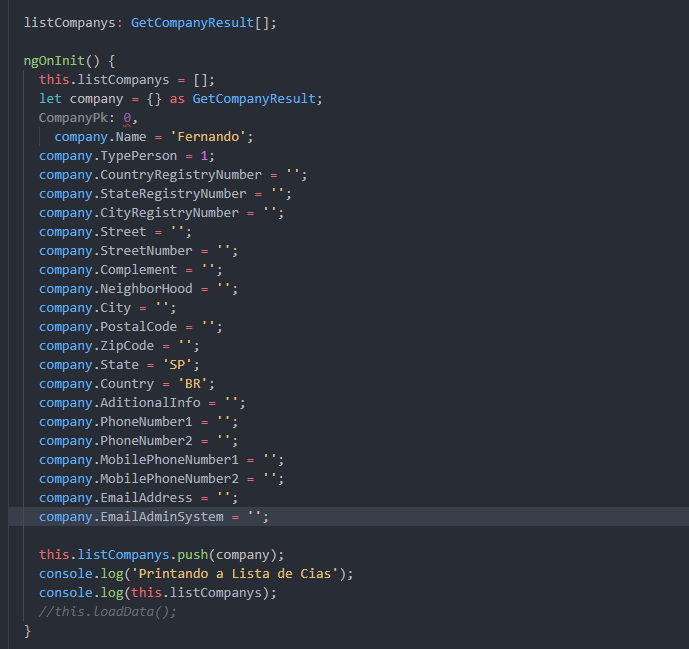 listCompanys: GetCompanyResult[];
ngOnInit() {
this.listCompanys = [];
let company = {} as GetCompanyResult;
CompanyPk: 0,
company.Name = 'Fernando';
company.TypePerson = 1;
company.CountryRegistryNumber = '';
company.StateRegistryNumber = '';
company.CityRegistryNumber = '';
company.Street = '';
company.StreetNumber = '';
company.Complement = '';
company.NeighborHood = '';
company.City = '';
company.PostalCode = '';
company.ZipCode = '';
company.State = 'SP';
company.Country = 'BR';
company.AditionalInfo = '';
company.PhoneNumber1 = '';
company.PhoneNumber2 = '';
company.MobilePhoneNumber1 = '';
company.MobilePhoneNumber2 = '';
company.EmailAddress = '';
company.EmailAdminSystem = '';
this.listCompanys.push(company);
console.log('Printando a Lista de Cias');
console.log(this.listCompanys);
//this.loadData();
}